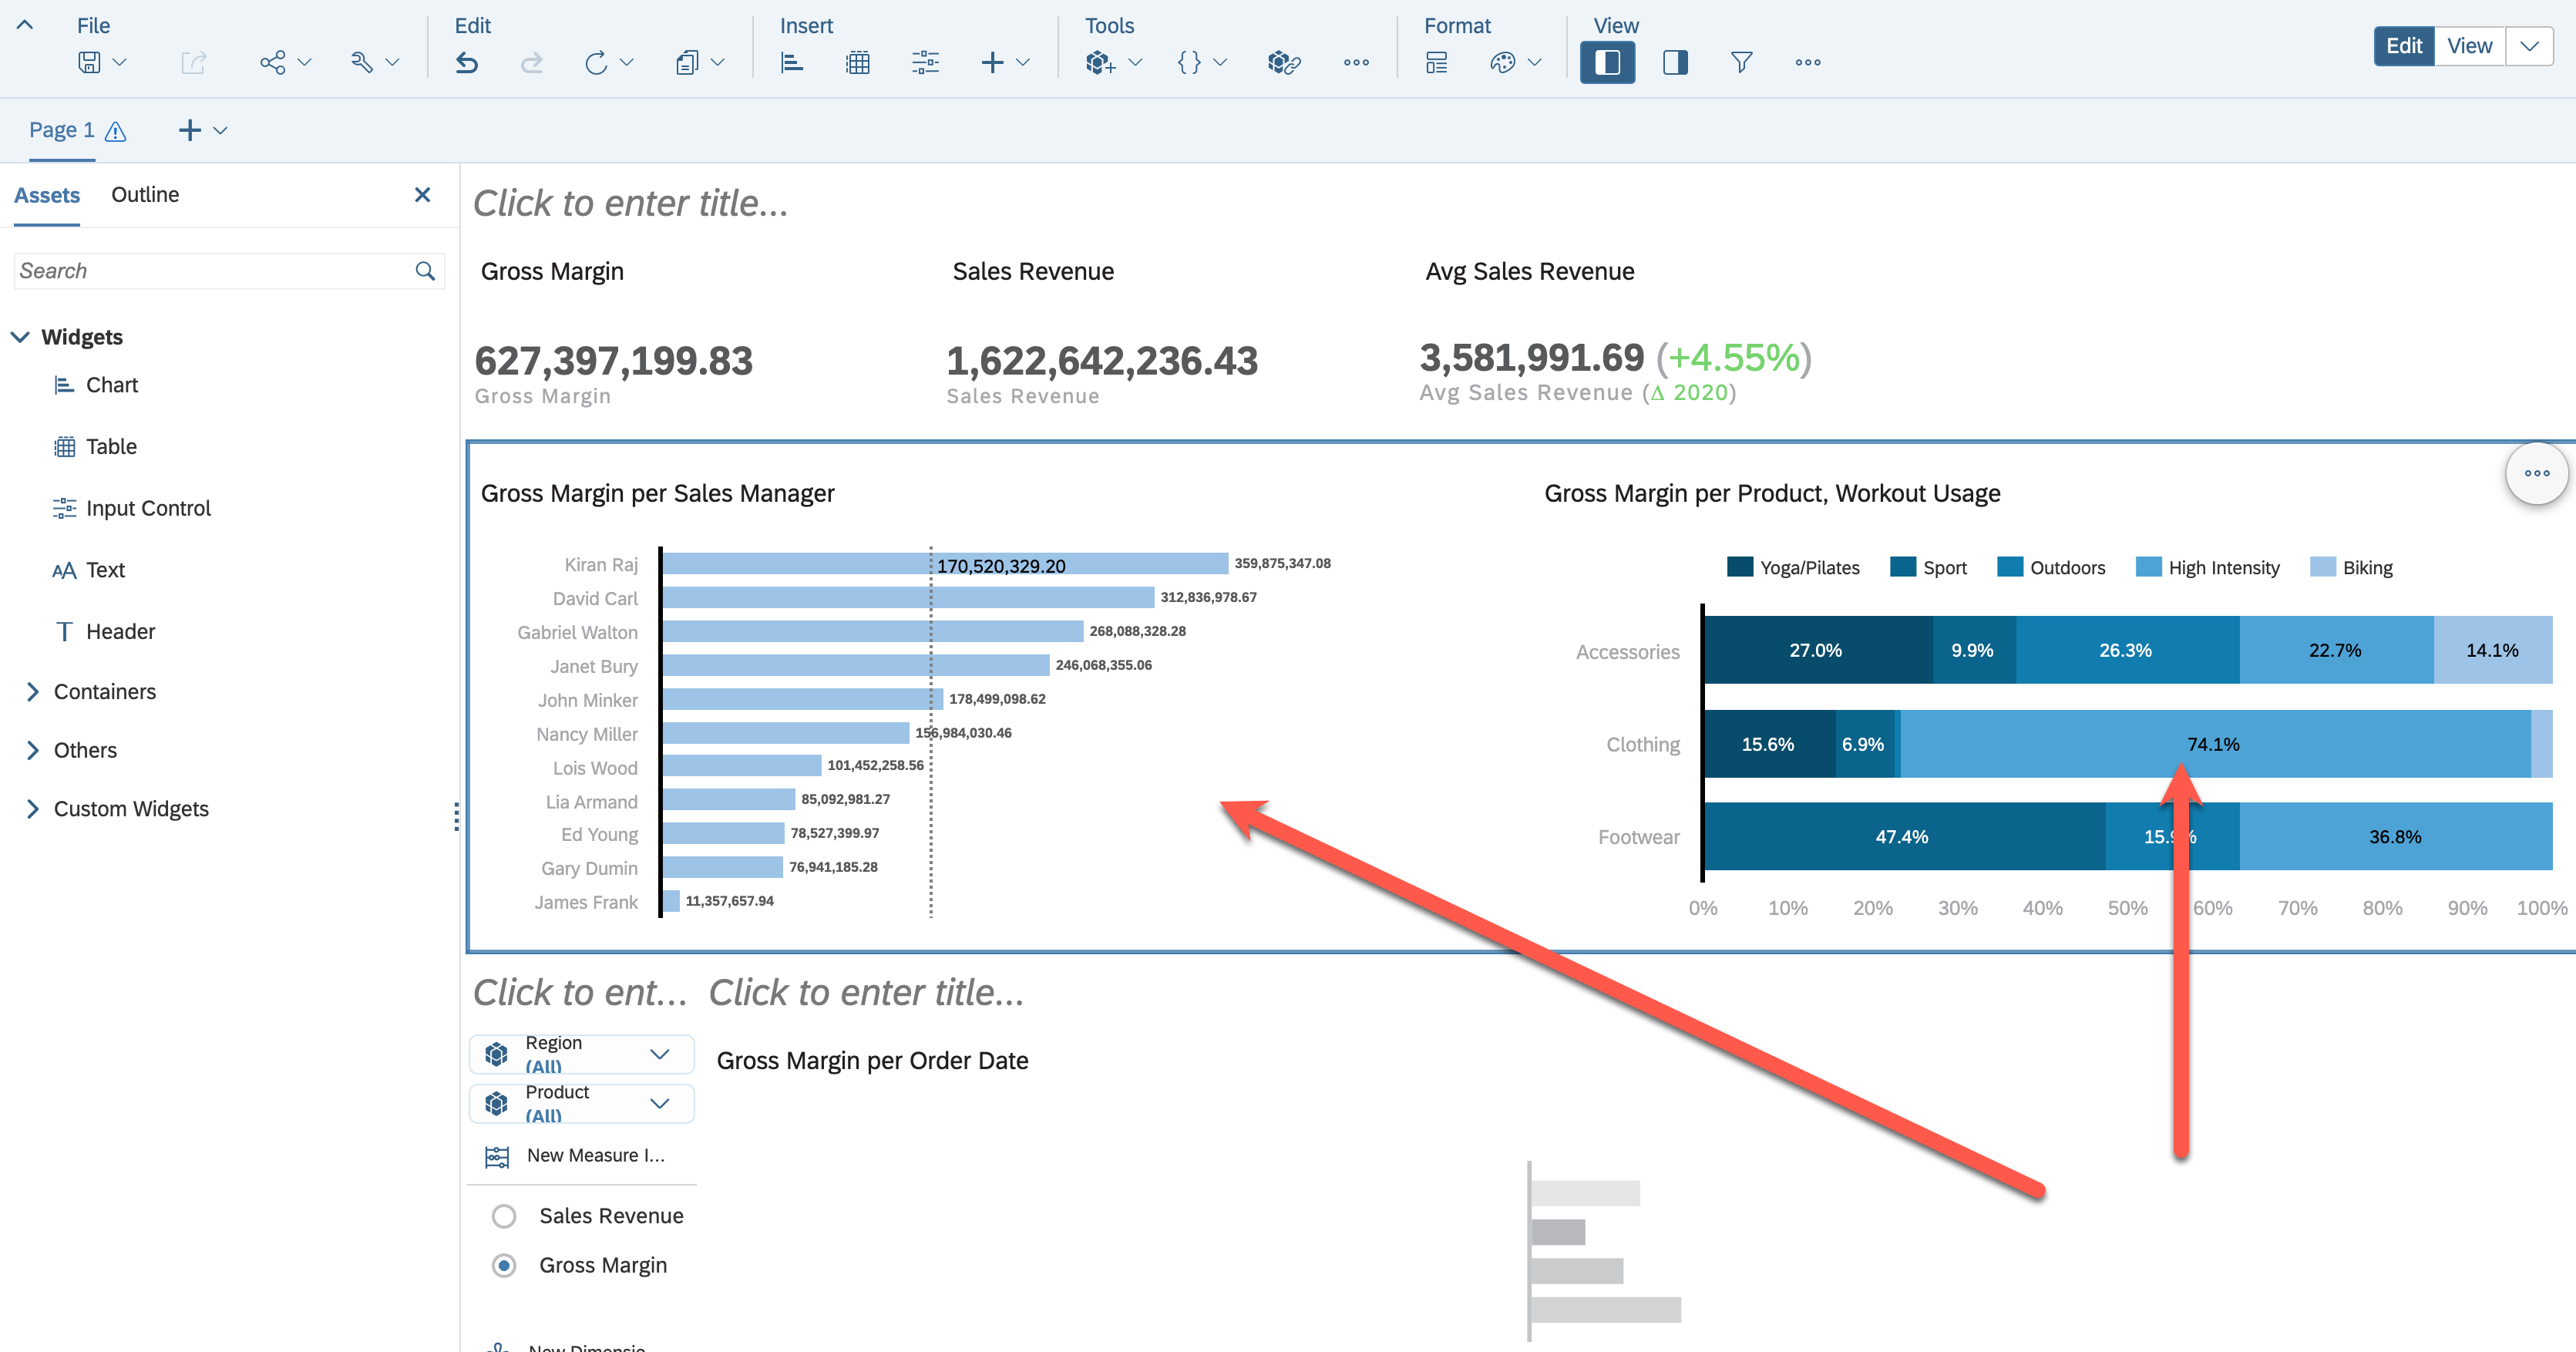 File
Edit
Insert
Tools
Format
View
Edit
View
Page 1
Assets
Outline
Search
Widgets
Chart
Table
Input Control
Text
Header
Containers
Others
Custom Widgets
Click to enter title...
Gross Margin
627,397,199.83
Gross Margin
Sales Revenue
1,622,642,236.43
Sales Revenue
Avg Sales Revenue
3,581,991.69 (+4.55%)
Avg Sales Revenue (Δ 2020)
Gross Margin per Sales Manager
Kiran Raj 170,520,329.20 359,875,347.08
David Carl 312,836,978.67
Gabriel Walton 268,088,328.28
Janet Bury 246,068,355.06
John Minker 178,499,098.62
Nancy Miller 156,984,030.46
Lois Wood 101,452,258.56
Lia Armand 85,092,981.27
Ed Young 78,527,399.97
Gary Dumin 76,941,185.28
James Frank 11,357,657.94
Gross Margin per Product, Workout Usage
Yoga/Pilates Sport Outdoors High Intensity Biking
Accessories 27.0% 9.9% 26.3% 22.7% 14.1%
Clothing 15.6% 6.9% 74.1%
Footwear 47.4% 36.8%
0% 10% 20% 30% 40% 50% 60% 70% 80% 90% 100%
Click to ent...
Click to enter title...
Region
(All)
Product
(All)
New Measure I...
Sales Revenue
Gross Margin
Gross Margin per Order Date